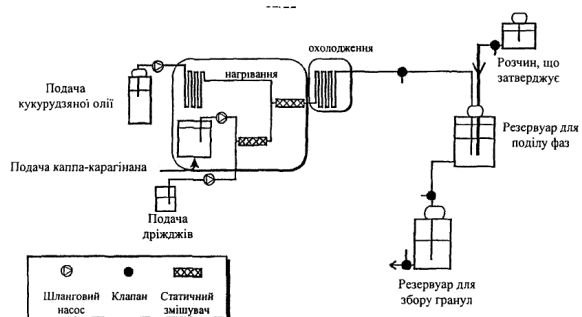 охолодження
Розчин, що
затверджує
нагрівання
Подача
кукурудзяної олії
Резервуар для
поділу фаз
Подача каппа-карагінана
Подача
дріжджів
Резервуар для
збору гранул
Шланговий
насос
Клапан
Статичний
змішувач